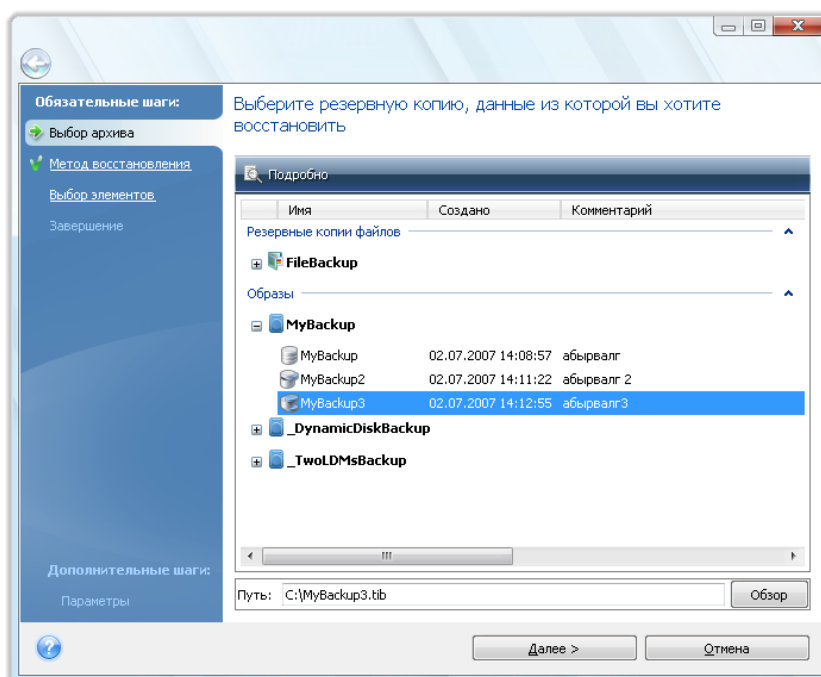 Обязательные шаги:
Выбор архива
Метод восстановления
Выбор элементов
Завершение
Дополнительные шаги:
Параметры
Выберите резервную копию, данные из которой вы хотите
восстановить
Подробно
Имя Создано Комментарий
Резервные копии файлов
FileBackup
Образы
MyBackup
MyBackup 02.07.2007 14:08:57 абырвалг
MyBackup2 02.07.2007 14:11:22 абырвалг 2
MyBackup3 02.07.2007 14:12:55 абырвалг3
_DynamicDiskBackup
_TwoLDMsBackup
Путь: C:\MyBackup3.tib Обзор
? Далее > Отмена